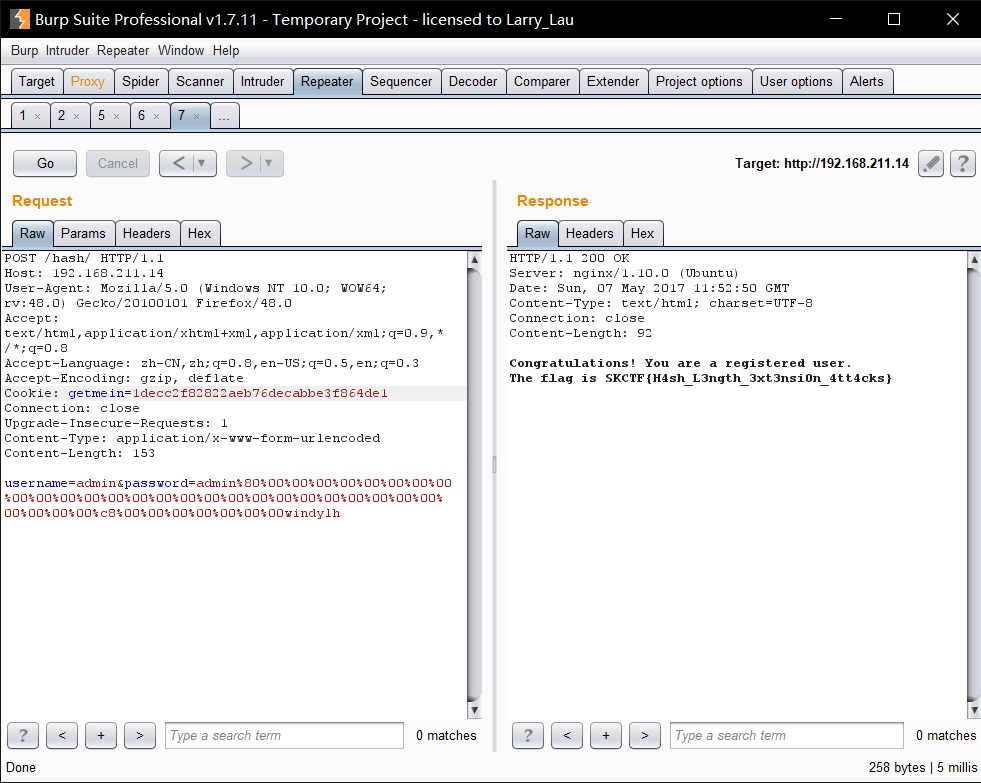 Burp Suite Professional v1.7.11 - Temporary Project - licensed to Larry_Lau
Burp Intruder Repeater Window Help
Target Proxy Spider Scanner Intruder Repeater Sequencer Decoder Comparer Extender Project options User options Alerts
1 × 2 × 5 × 6 × 7 × ...
Go Cancel < ▼ > ▼ Target: http://192.168.211.14 ?
Request
Raw Params Headers Hex
POST /hash/ HTTP/1.1
Host: 192.168.211.14
User-Agent: Mozilla/5.0 (Windows NT 10.0; WOW64;
rv:48.0) Gecko/20100101 Firefox/48.0
Accept:
text/html,application/xhtml+xml,application/xml;q=0.9,*
/*;q=0.8
Accept-Language: zh-CN,zh;q=0.8,en-US;q=0.5,en;q=0.3
Accept-Encoding: gzip, deflate
Cookie: getmein=1decc2f82822aeb76decabbe3f864de1
Connection: close
Upgrade-Insecure-Requests: 1
Content-Type: application/x-www-form-urlencoded
Content-Length: 153

username=admin&password=admin%80%00%00%00%00%00%00%00%00
%00%00%00%00%00%00%00%00%00%00%00%00%00%00%00%00%00%00
%00%00%00%00%c8%00%00%00%00%00%00%00windylh
? < + > Type a search term 0 matches
Response
Raw Headers Hex
HTTP/1.1 200 OK
Server: nginx/1.10.0 (Ubuntu)
Date: Sun, 07 May 2017 11:52:50 GMT
Content-Type: text/html; charset=UTF-8
Connection: close
Content-Length: 92

Congratulations! You are a registered user.
The flag is SKCTF{H4sh_L3ngth_3xt3nsi0n_4tt4cks}
? < + > Type a search term 0 matches
Done 258 bytes | 5 millis